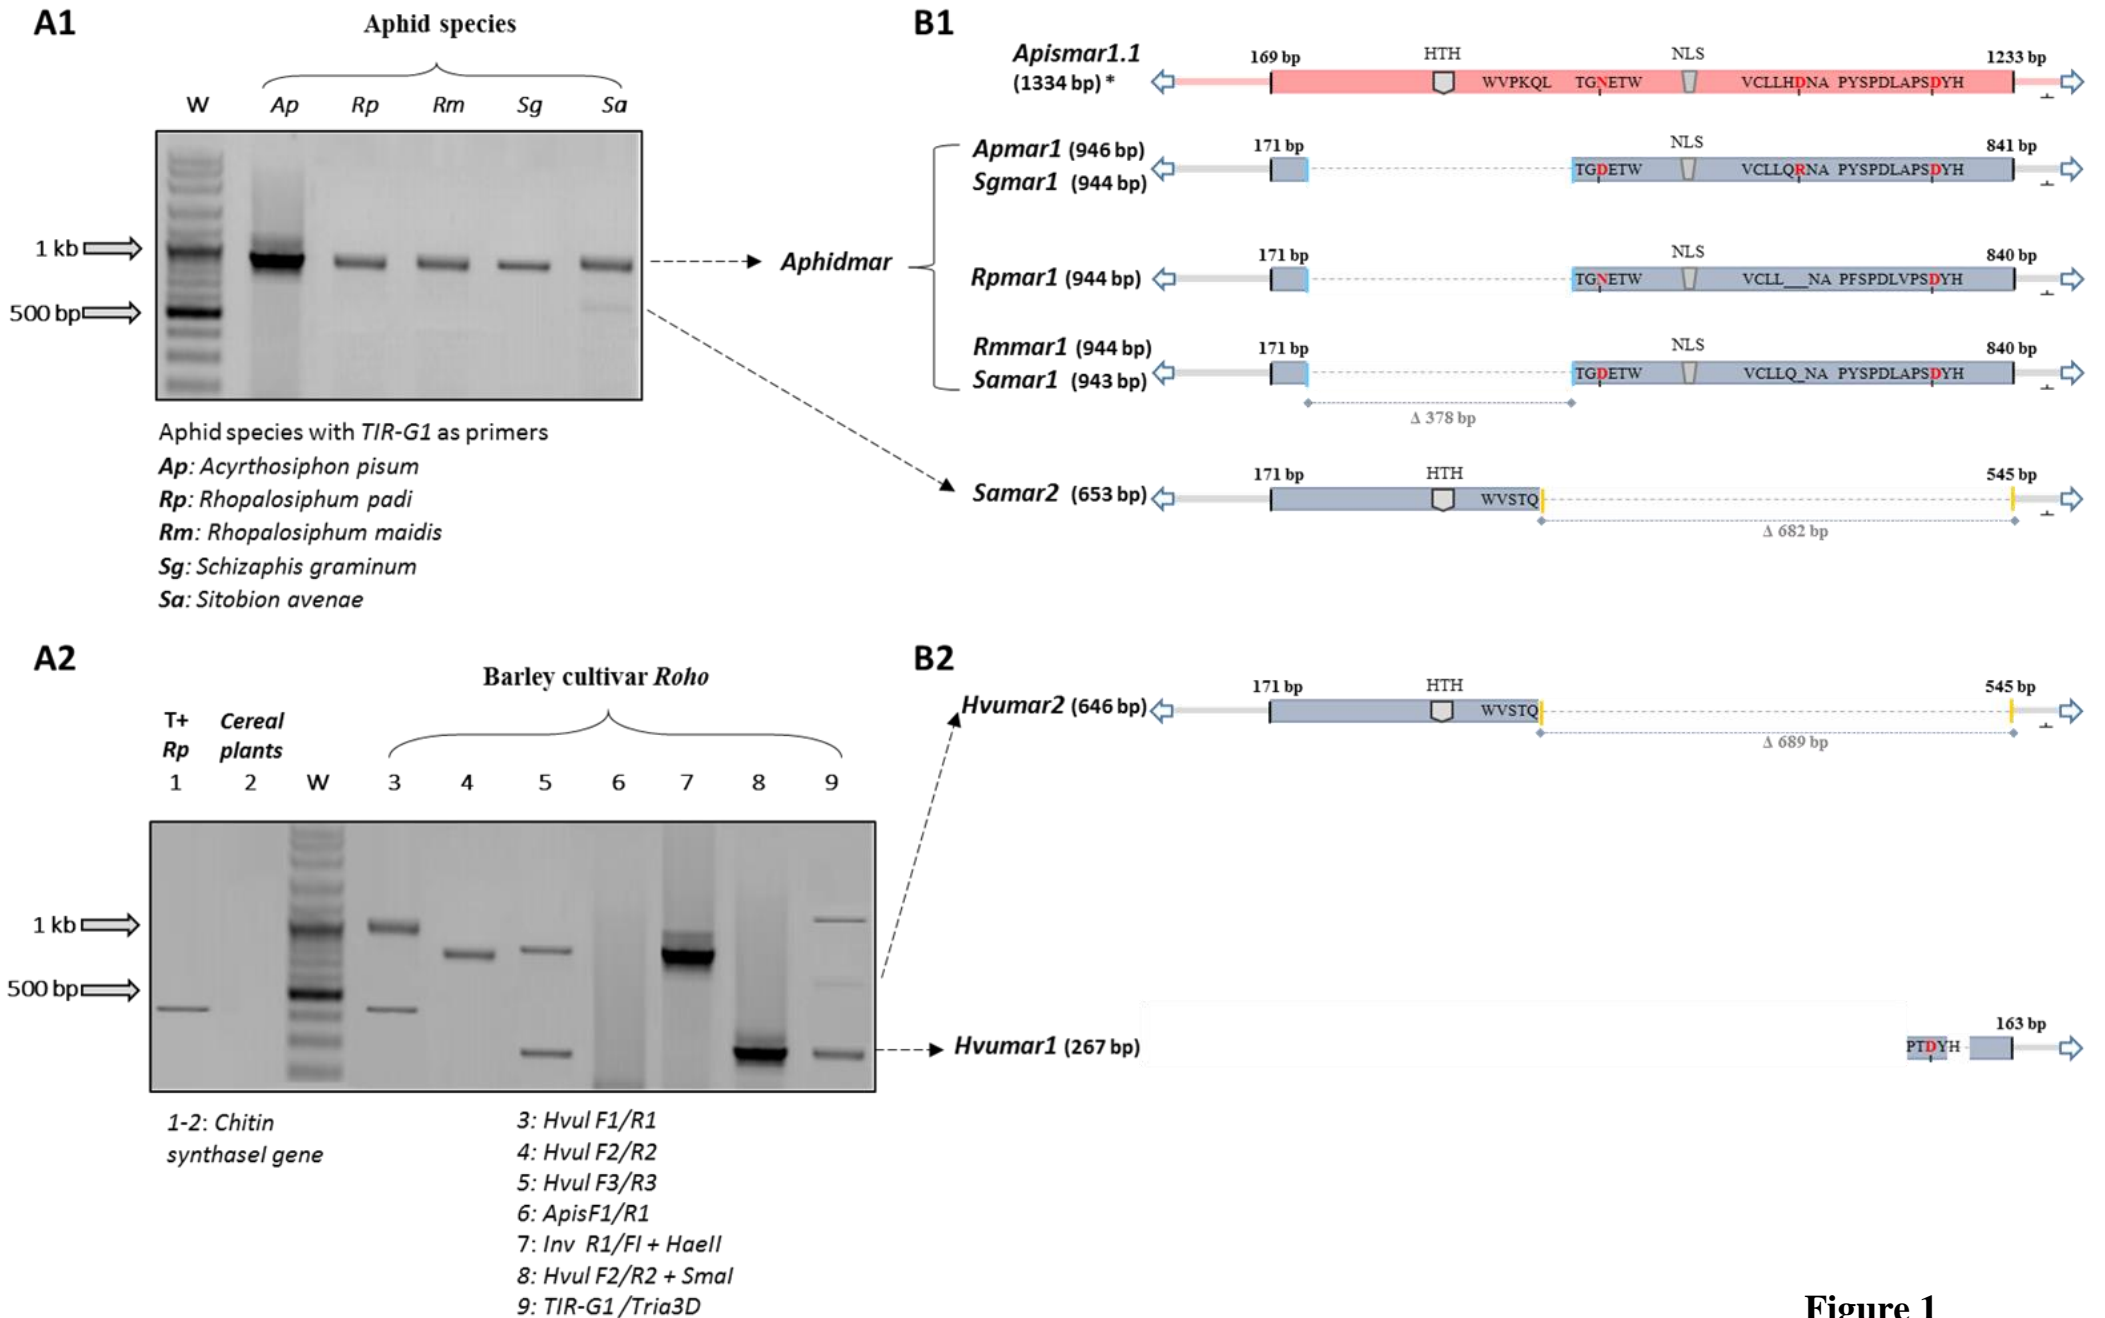 A1
Aphid species
W Ap Rp Rm Sg Sa
1 kb
500 bp
Aphid species with TIR-G1 as primers
Ap: Acyrthosiphon pisum
Rp: Rhopalosiphum padi
Rm: Rhopalosiphum maidis
Sg: Schizaphis graminum
Sa: Sitobion avenae
Aphidmar
B1
Apismar1.1
(1334 bp) *
169 bp HTH NLS 1233 bp
WVPKQL TGNETW VCLLHDNA PYSPDLAPSDYH
Apmar1 (946 bp)
Sgmar1 (944 bp)
171 bp NLS 841 bp
TGDETW VCLLQRNA PYSPDLAPSDYH
Rpmar1 (944 bp)
171 bp NLS 840 bp
TGNETW VCLL__NA PFSPDLVPSDYH
Rmmar1 (944 bp)
Samar1 (943 bp)
171 bp NLS 840 bp
TGDETW VCLLQ_NA PYSPDLAPSDYH
Δ 378 bp
Samar2 (653 bp)
171 bp HTH 545 bp
WVSTQ
Δ 682 bp
A2
Barley cultivar Roho
T+
Rp
Cereal
plants
1 2 W 3 4 5 6 7 8 9
1 kb
500 bp
1-2: Chitin
synthaseI gene
3: Hvul F1/R1
4: Hvul F2/R2
5: Hvul F3/R3
6: ApisF1/R1
7: Inv R1/FI + HaeII
8: Hvul F2/R2 + SmaI
9: TIR-G1 /Tria3D
B2
Hvumar2 (646 bp)
171 bp HTH 545 bp
WVSTQ
Δ 689 bp
Hvumar1 (267 bp)
163 bp
PTDYH
Figure 1